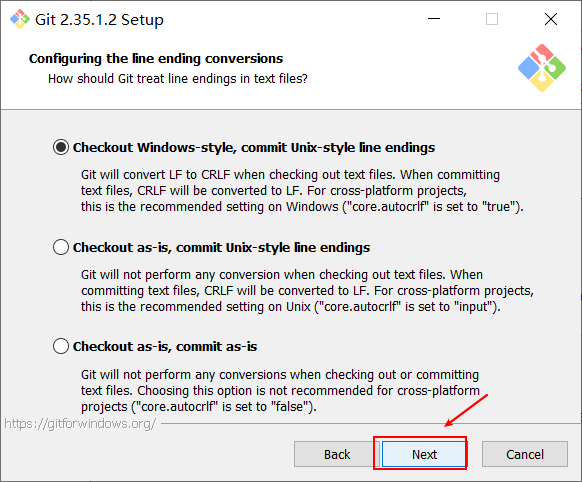 Git 2.35.1.2 Setup
Configuring the line ending conversions
How should Git treat line endings in text files?
Checkout Windows-style, commit Unix-style line endings
Git will convert LF to CRLF when checking out text files. When committing
text files, CRLF will be converted to LF. For cross-platform projects,
this is the recommended setting on Windows ("core.autocrlf" is set to "true").
Checkout as-is, commit Unix-style line endings
Git will not perform any conversion when checking out text files. When
committing text files, CRLF will be converted to LF. For cross-platform projects,
this is the recommended setting on Unix ("core.autocrlf" is set to "input").
Checkout as-is, commit as-is
Git will not perform any conversions when checking out or committing
text files. Choosing this option is not recommended for cross-platform
projects ("core.autocrlf" is set to "false").
https://gitforwindows.org/
Back
Next
Cancel